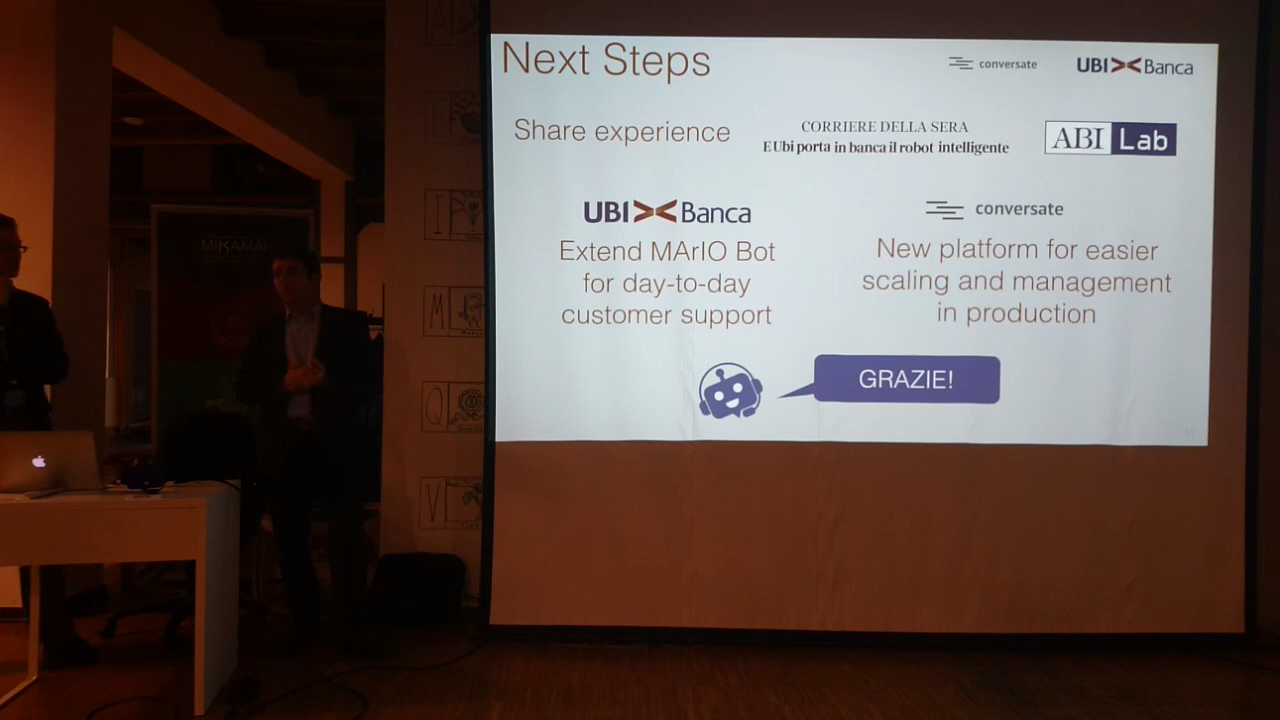 Next Steps
conversate
UBI Banca
Share experience
CORRIERE DELLA SERA
E Ubi porta in banca il robot intelligente
ABI Lab
UBI Banca
conversate
Extend MArIO Bot
for day-to-day
customer support
New platform for easier
scaling and management
in production
GRAZIE!
MIKAMAI
A
I
I
M
Q
V